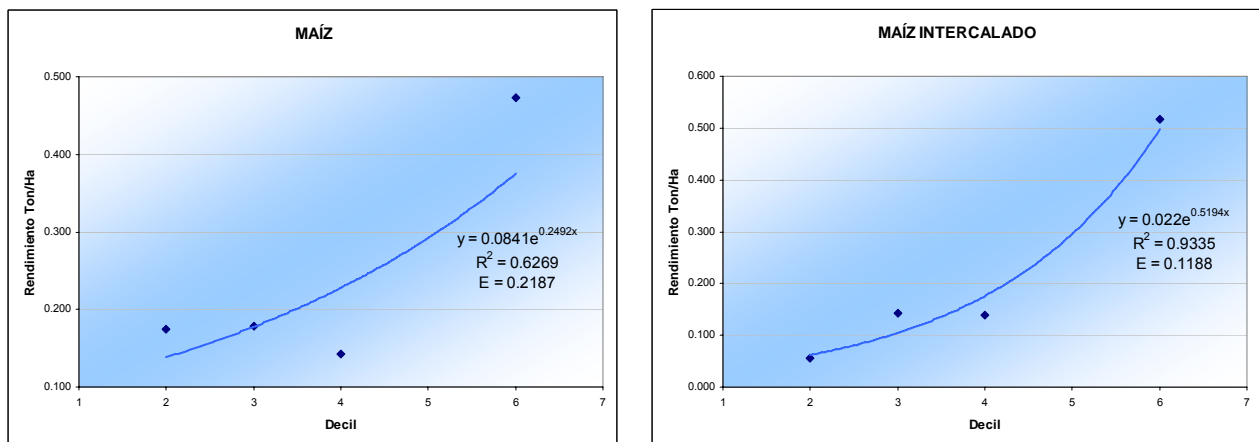 MAÍZ
0.500
0.400
0.300
0.200
0.100
Rendimiento Ton/Ha
y = 0.0841e^0.2492x
R² = 0.6269
E = 0.2187
1 2 3 4 5 6 7
Decil
MAÍZ INTERCALADO
0.600
0.500
0.400
0.300
0.200
0.100
0.000
Rendimiento Ton/Ha
y = 0.022e^0.5194x
R² = 0.9335
E = 0.1188
1 2 3 4 5 6 7
Decil